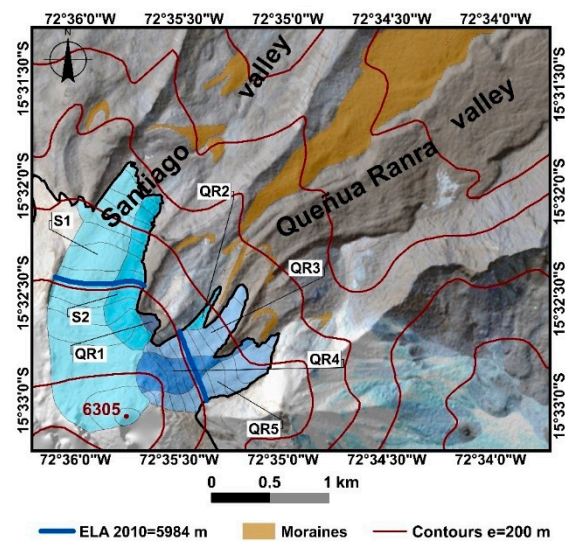 72°36'0"W 72°35'30"W 72°35'0"W 72°34'30"W 72°34'0"W
N
15°31'30"S
15°31'30"S
valley
valley
Santiago
Queñua Ranra
15°32'0"S
15°32'0"S
QR2
S1
QR3
15°32'30"S
15°32'30"S
S2
QR1
QR4
15°33'0"S
15°33'0"S
6305
QR5
72°36'0"W 72°35'30"W 72°35'0"W 72°34'30"W 72°34'0"W
0 0.5 1 km
ELA 2010=5984 m Moraines Contours e=200 m